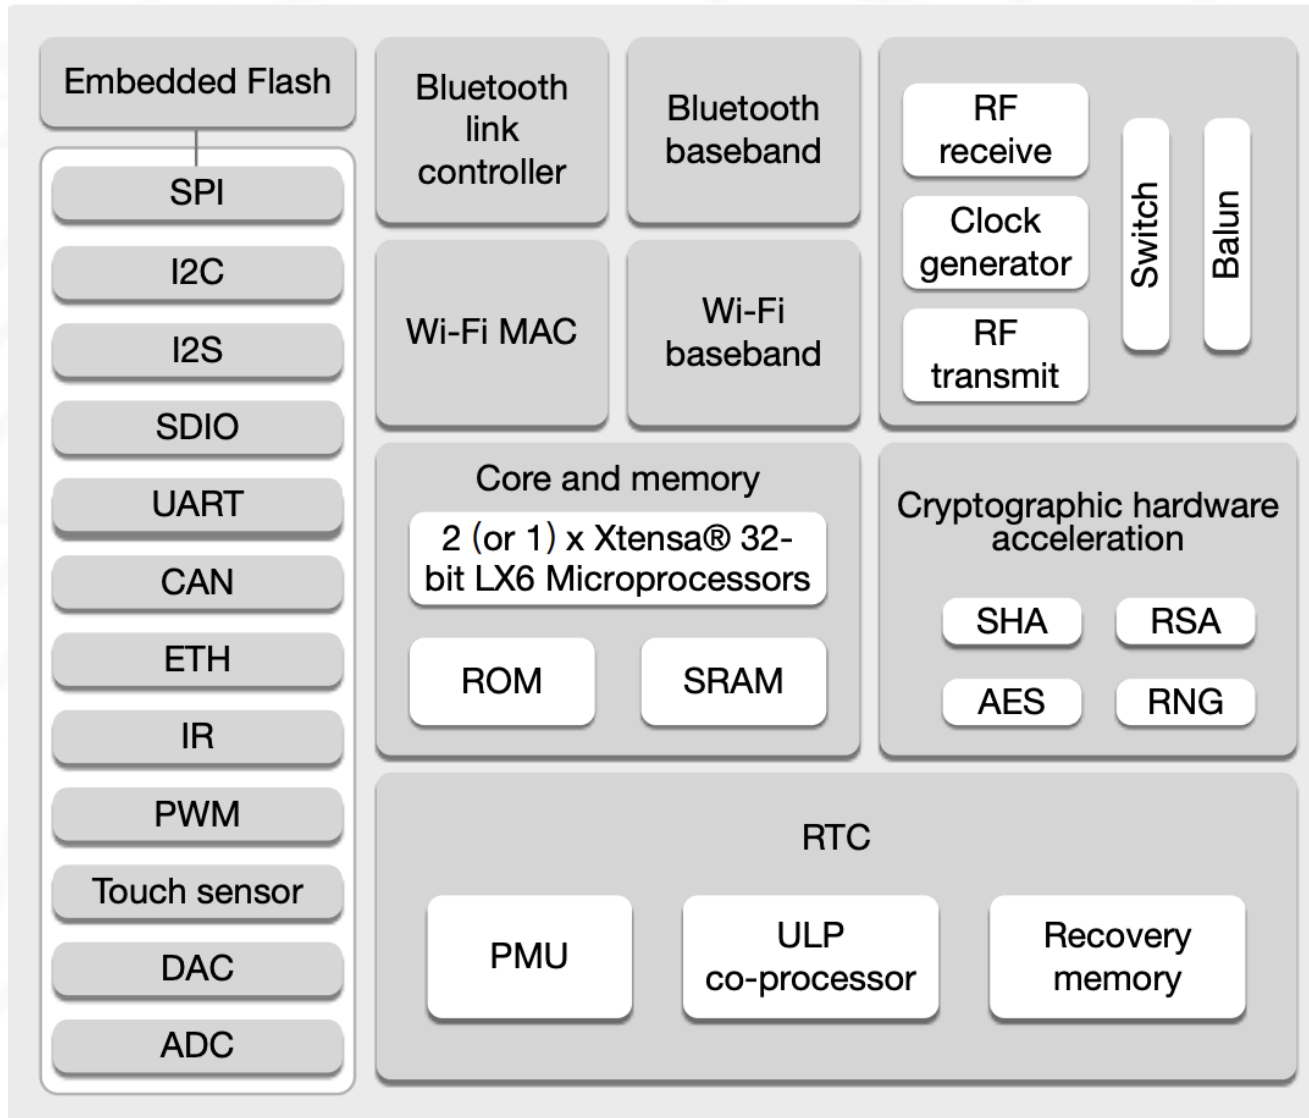 Embedded Flash
SPI
I2C
I2S
SDIO
UART
CAN
ETH
IR
PWM
Touch sensor
DAC
ADC
Bluetooth
link
controller
Bluetooth
baseband
Wi-Fi MAC
Wi-Fi
baseband
RF
receive
Clock
generator
RF
transmit
Switch
Balun
Core and memory
2 (or 1) x Xtensa® 32-
bit LX6 Microprocessors
ROM
SRAM
Cryptographic hardware
acceleration
SHA
RSA
AES
RNG
RTC
PMU
ULP
co-processor
Recovery
memory